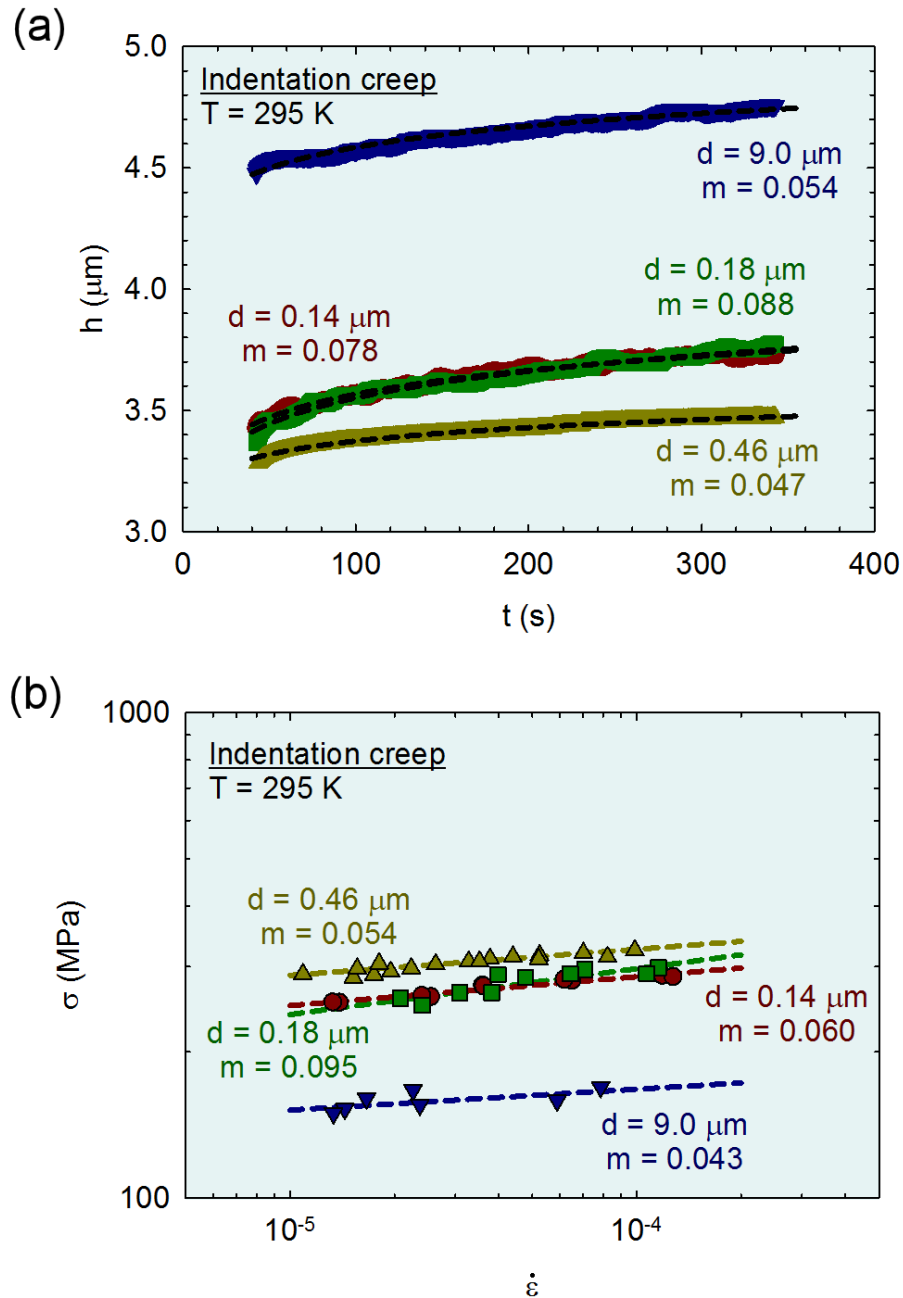 (a)
5.0
Indentation creep
T = 295 K
d = 9.0 μm
m = 0.054
4.5
h (μm)
d = 0.18 μm
m = 0.088
4.0
d = 0.14 μm
m = 0.078
3.5
d = 0.46 μm
m = 0.047
3.0
0 100 200 300 400
t (s)
(b)
1000
Indentation creep
T = 295 K
d = 0.46 μm
m = 0.054
σ (MPa)
d = 0.14 μm
m = 0.060
d = 0.18 μm
m = 0.095
d = 9.0 μm
m = 0.043
100
10⁻⁵ 10⁻⁴
ε̇